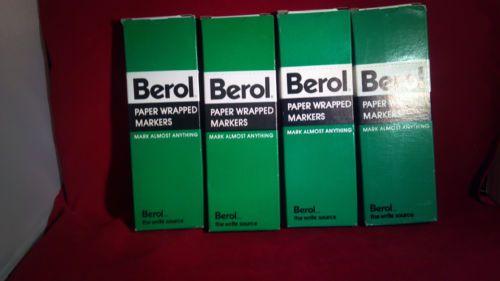 Berol
PAPER WRAPPED
MARKERS
MARK ALMOST ANYTHING
Berol
the write source
Berol
PAPER WRAPPED
MARKERS
MARK ALMOST ANYTHING
Berol
the write source
Berol
PAPER WRAPPED
MARKERS
MARK ALMOST ANYTHING
Berol
the write source
Berol
PAPER WRAPPED
MARKERS
MARK ALMOST ANYTHING
Berol
the write source